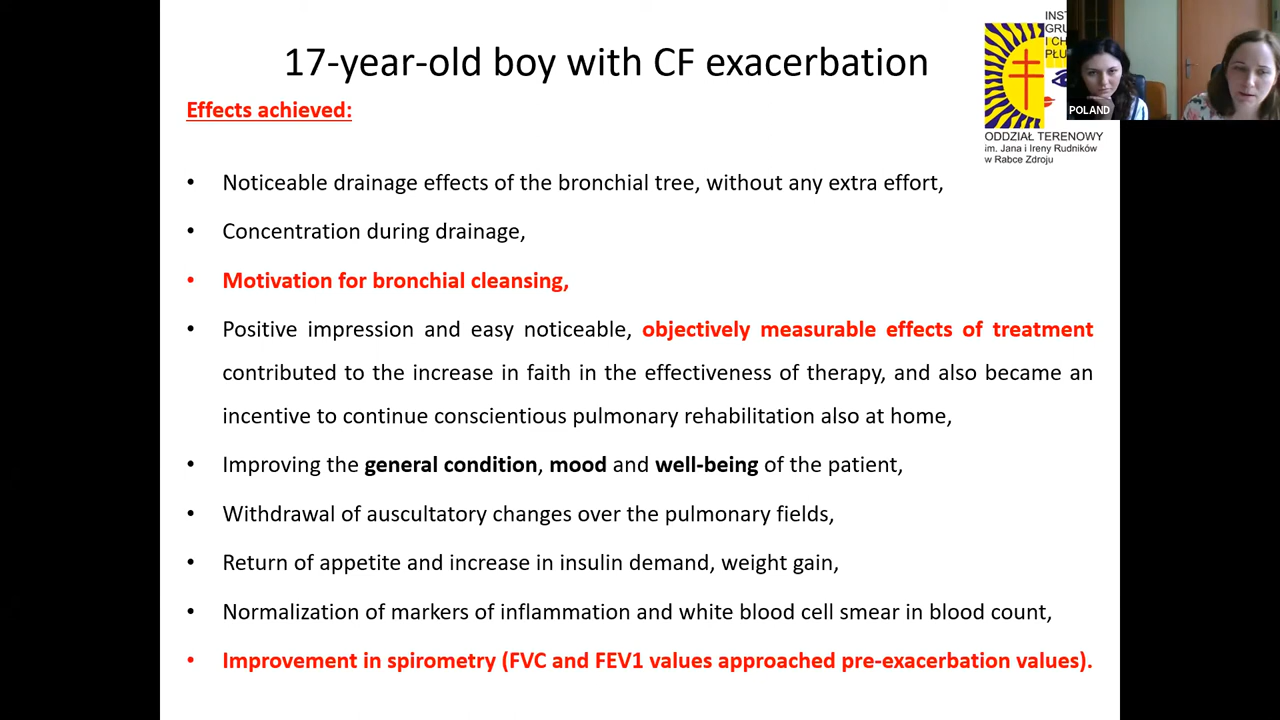 17-year-old boy with CF exacerbation
INST
GRU
I CH
PŁU
POLAND
ODDZIAŁ TERENOWY
im. Jana i Ireny Rudników
w Rabce Zdroju
Effects achieved:
• Noticeable drainage effects of the bronchial tree, without any extra effort,
• Concentration during drainage,
• Motivation for bronchial cleansing,
• Positive impression and easy noticeable, objectively measurable effects of treatment
contributed to the increase in faith in the effectiveness of therapy, and also became an
incentive to continue conscientious pulmonary rehabilitation also at home,
• Improving the general condition, mood and well-being of the patient,
• Withdrawal of auscultatory changes over the pulmonary fields,
• Return of appetite and increase in insulin demand, weight gain,
• Normalization of markers of inflammation and white blood cell smear in blood count,
• Improvement in spirometry (FVC and FEV1 values approached pre-exacerbation values).